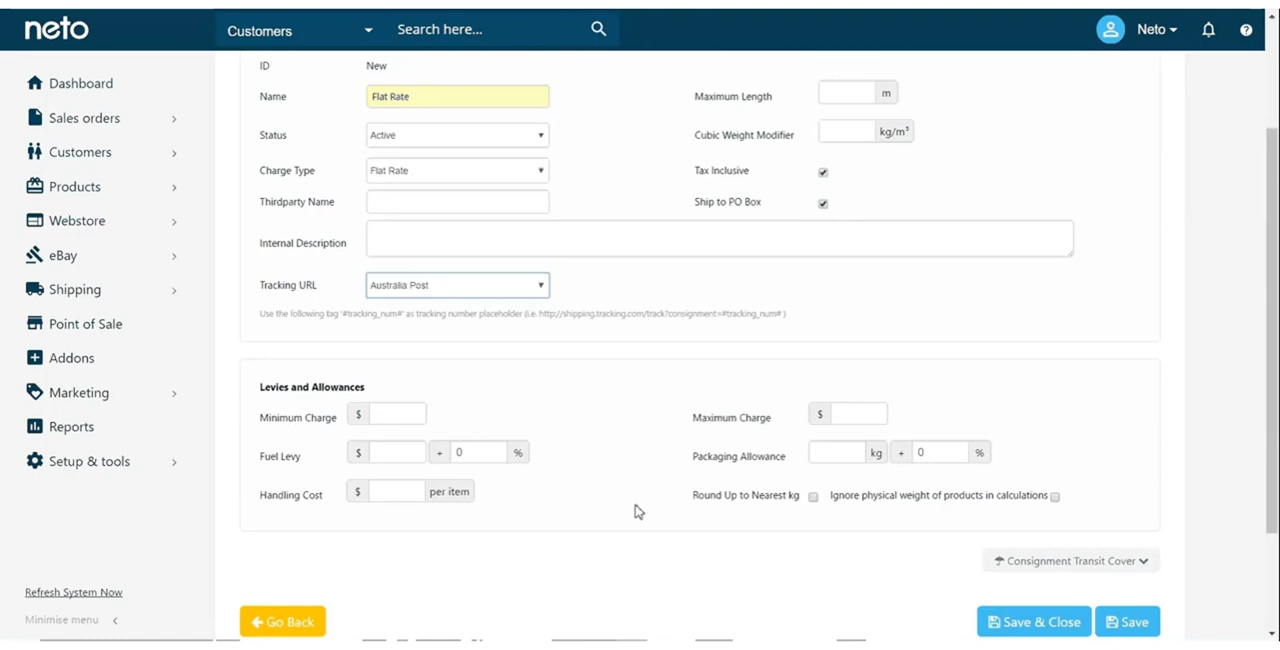 neto
Customers
Search here...
Neto
?
Dashboard
Sales orders
Customers
Products
Webstore
eBay
Shipping
Point of Sale
Addons
Marketing
Reports
Setup & tools
Refresh System Now
Minimise menu
ID New
Name Flat Rate Maximum Length m
Status Active Cubic Weight Modifier kg/m³
Charge Type Flat Rate Tax Inclusive
Thirdparty Name Ship to PO Box
Internal Description
Tracking URL Australia Post
Use the following tag '#tracking_num#' as tracking number placeholder (i.e. http://shipping.tracking.com/track?consignment=#tracking_num# )
Levies and Allowances
Minimum Charge $ Maximum Charge $
Fuel Levy $ + 0 % Packaging Allowance kg + 0 %
Handling Cost $ per item Round Up to Nearest kg Ignore physical weight of products in calculations
Consignment Transit Cover
Go Back Save & Close Save